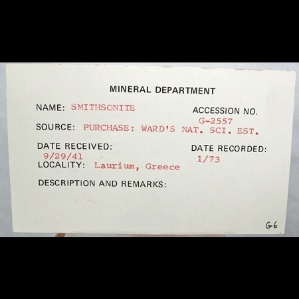 MINERAL DEPARTMENT
NAME: SMITHSONITE ACCESSION NO.
G-2557
SOURCE: PURCHASE: WARD'S NAT. SCI. EST.
DATE RECEIVED: DATE RECORDED:
9/29/41 1/73
LOCALITY: Laurium, Greece
DESCRIPTION AND REMARKS:
G6